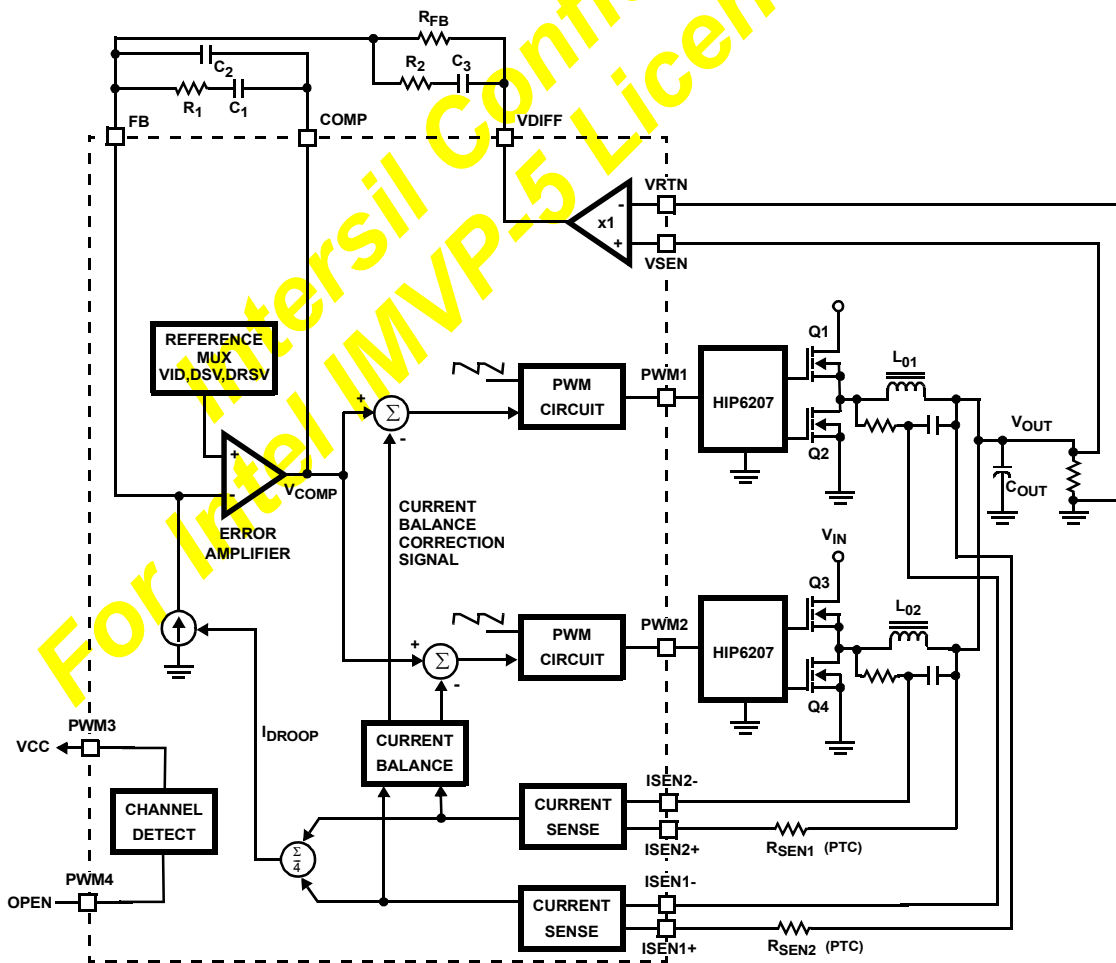 RFB
C2
R2
C3
R1
C1
FB
COMP
VDIFF
VRTN
-
x1
+
VSEN
Intersil Confi
For Intel IMVP-5 Licen
REFERENCE
MUX
VID,DSV,DRSV
Q1
L01
PWM
CIRCUIT
PWM1
HIP6207
+
Σ
-
Q2
VOUT
COUT
+
-
VCOMP
ERROR
AMPLIFIER
CURRENT
BALANCE
CORRECTION
SIGNAL
VIN
Q3
L02
PWM
CIRCUIT
PWM2
HIP6207
+
Σ
-
Q4
IDROOP
PWM3
VCC
CURRENT
BALANCE
CHANNEL
DETECT
CURRENT
SENSE
ISEN2-
ISEN2+
RSEN1 (PTC)
Σ
4
PWM4
OPEN
CURRENT
SENSE
ISEN1-
ISEN1+
RSEN2 (PTC)